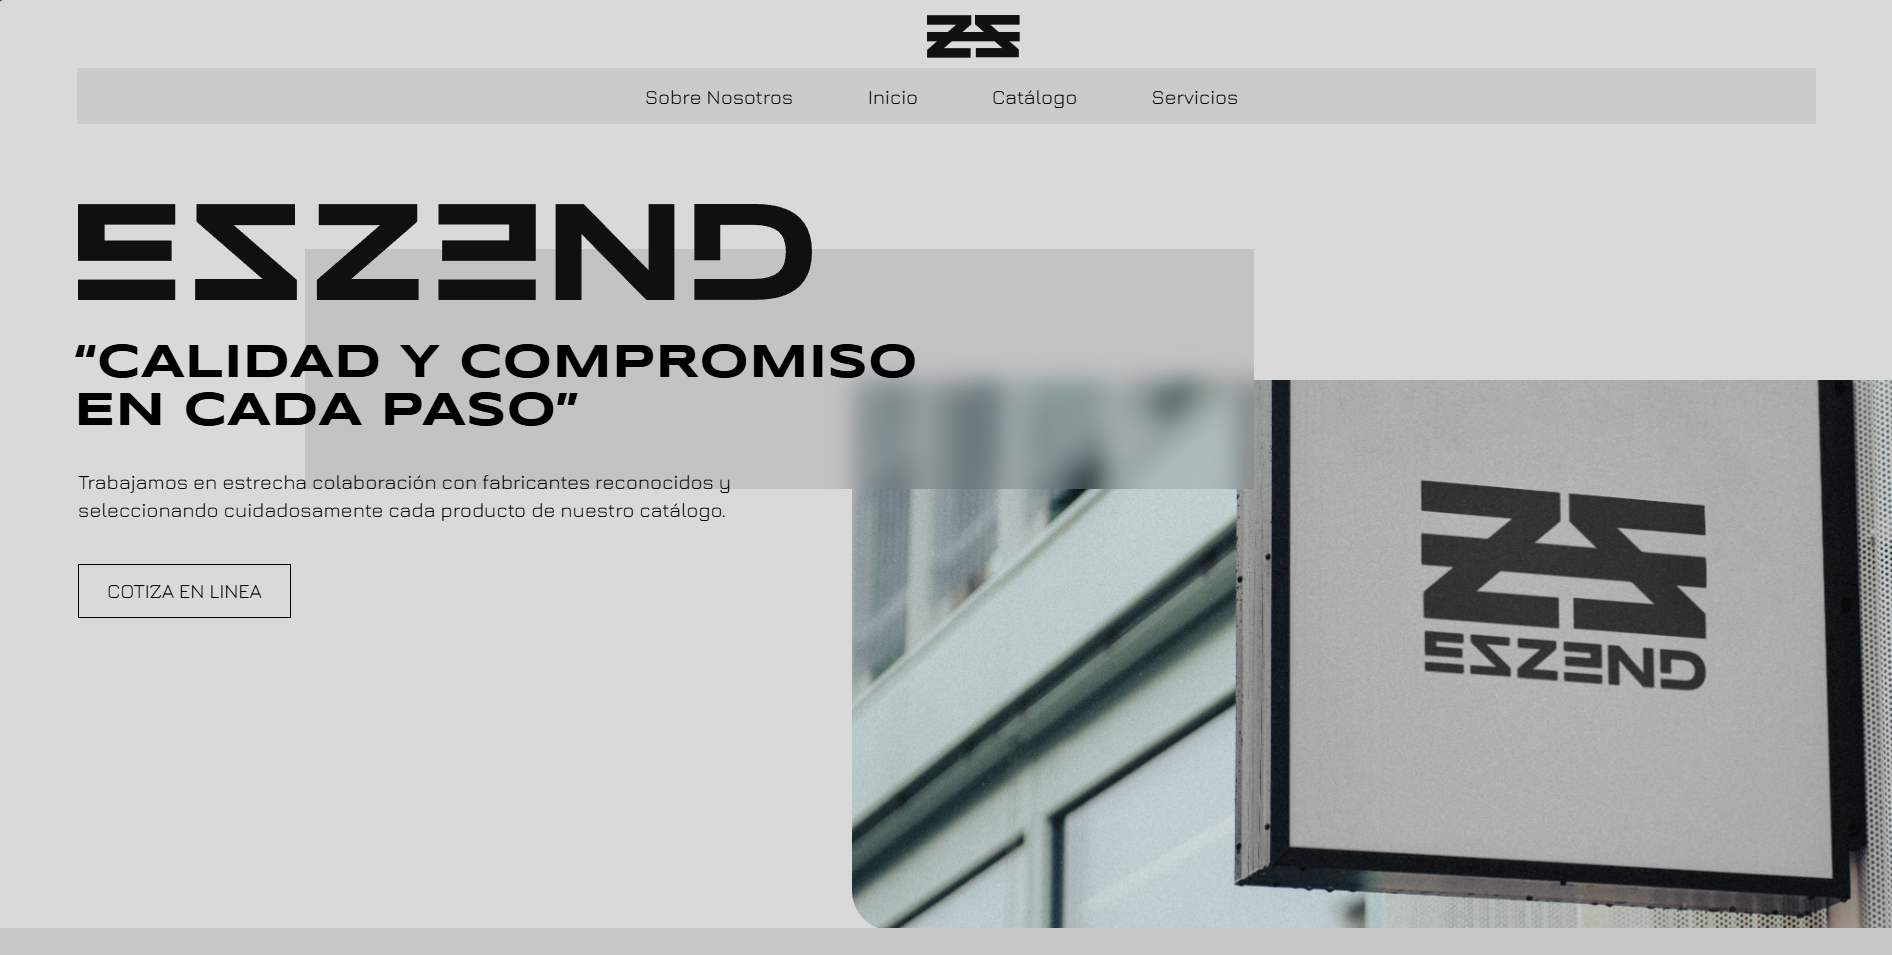 Sobre Nosotros Inicio Catálogo Servicios
ESZEND
“CALIDAD Y COMPROMISO
EN CADA PASO”
Trabajamos en estrecha colaboración con fabricantes reconocidos y
seleccionando cuidadosamente cada producto de nuestro catálogo.
COTIZA EN LINEA
ESZEND